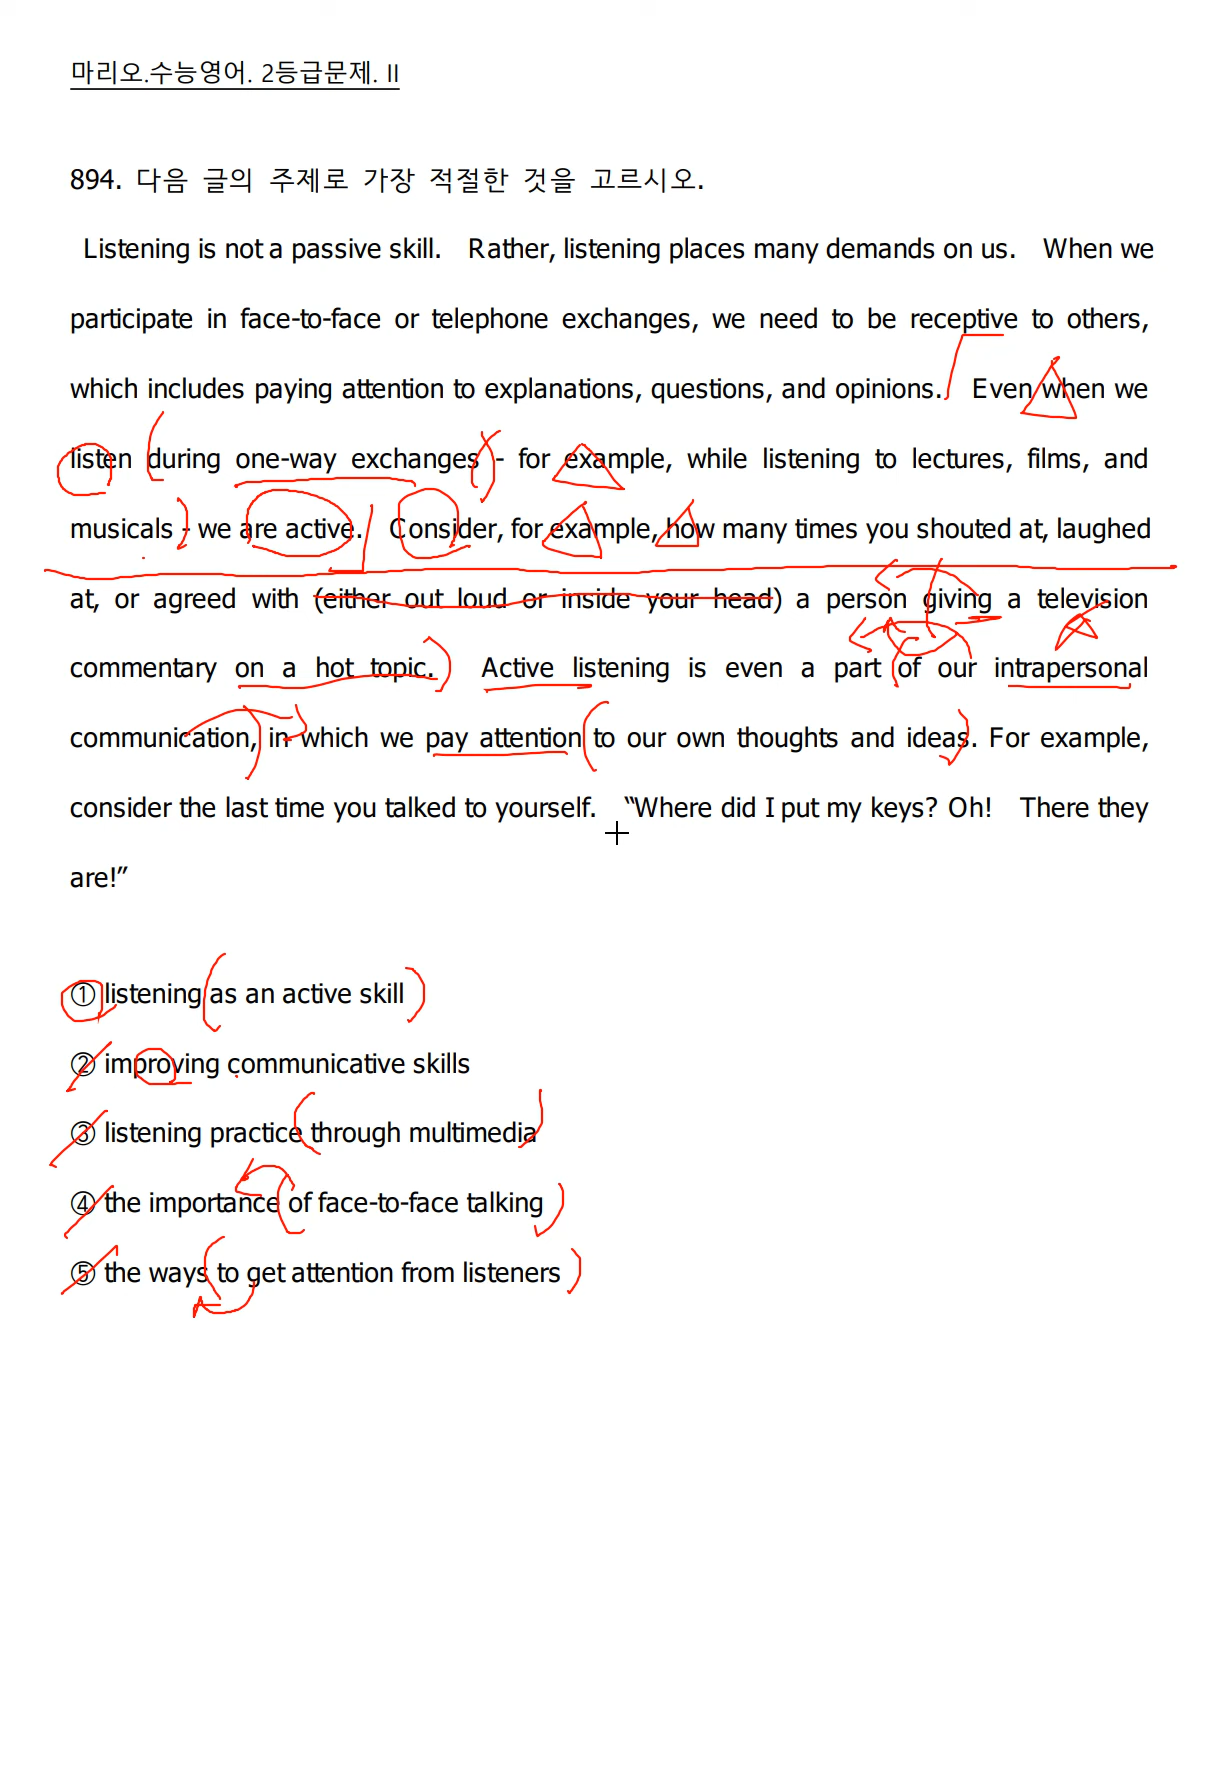 마리오.수능영어. 2등급문제. II
894. 다음 글의 주제로 가장 적절한 것을 고르시오.
Listening is not a passive skill. Rather, listening places many demands on us. When we
participate in face-to-face or telephone exchanges, we need to be receptive to others,
which includes paying attention to explanations, questions, and opinions. Even when we
listen during one-way exchanges - for example, while listening to lectures, films, and
musicals - we are active. Consider, for example, how many times you shouted at, laughed
at, or agreed with (either out loud or inside your head) a person giving a television
commentary on a hot topic. Active listening is even a part of our intrapersonal
communication, in which we pay attention to our own thoughts and ideas. For example,
consider the last time you talked to yourself. “Where did I put my keys? Oh! There they
are!”
① listening as an active skill
② improving communicative skills
③ listening practice through multimedia
④ the importance of face-to-face talking
⑤ the ways to get attention from listeners